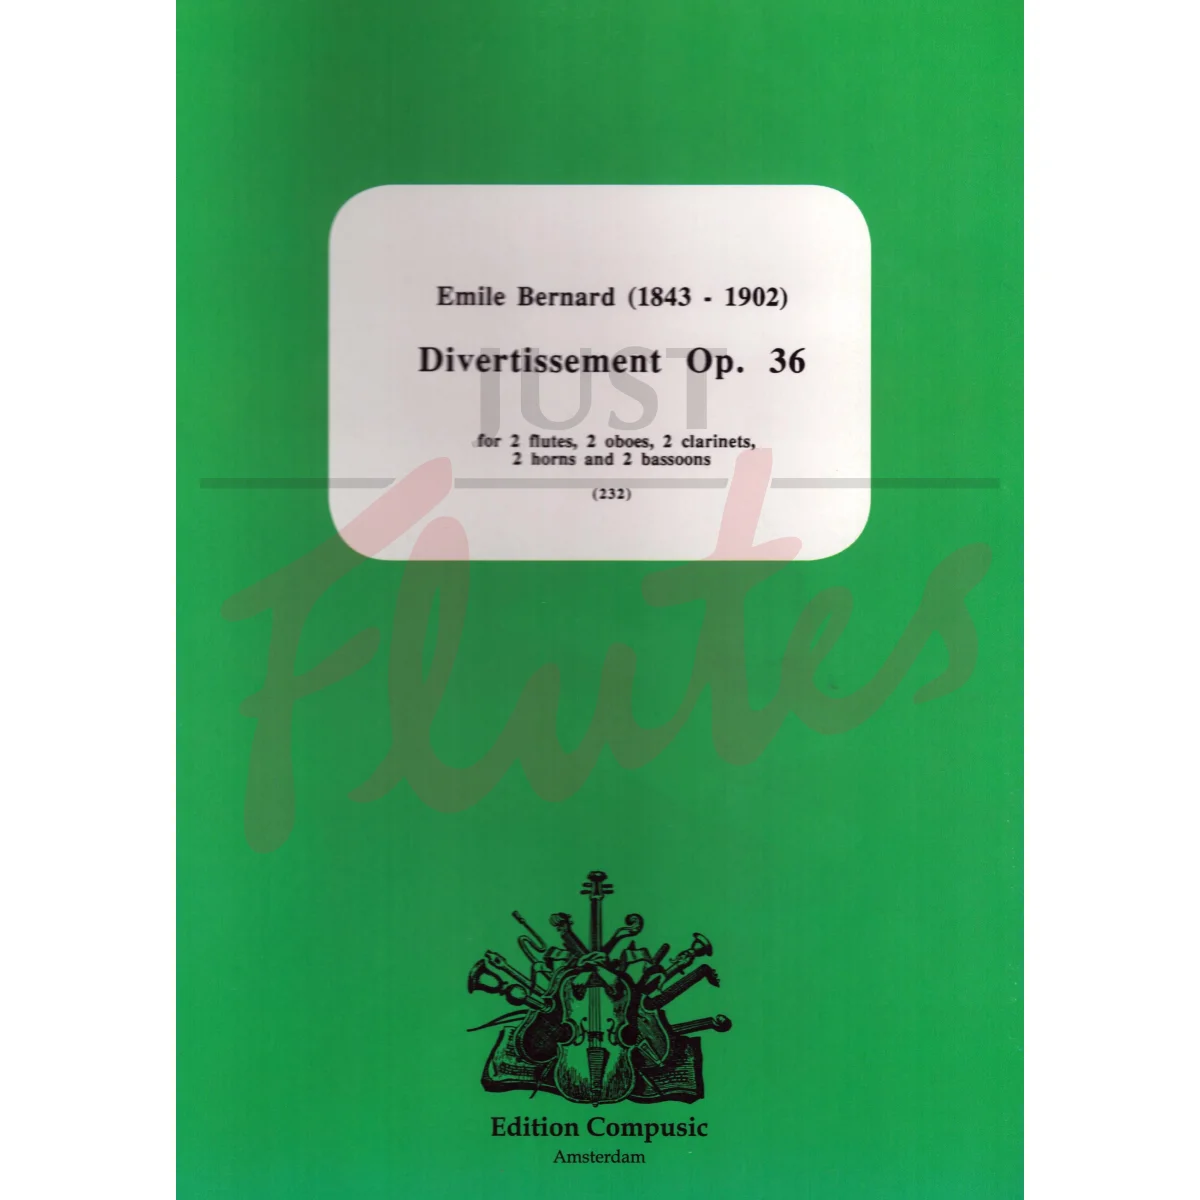 Emile Bernard (1843 - 1902)
Divertissement Op. 36
JUST
for 2 flutes, 2 oboes, 2 clarinets,
2 horns and 2 bassoons
(232)
Flutes
Edition Compusic
Amsterdam